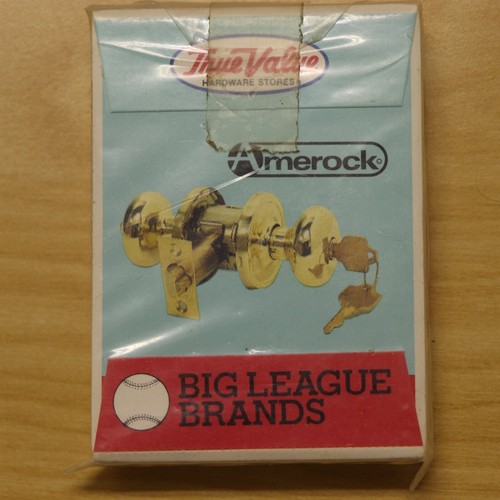 True Value
HARDWARE STORES
Amerock
BIG LEAGUE
BRANDS